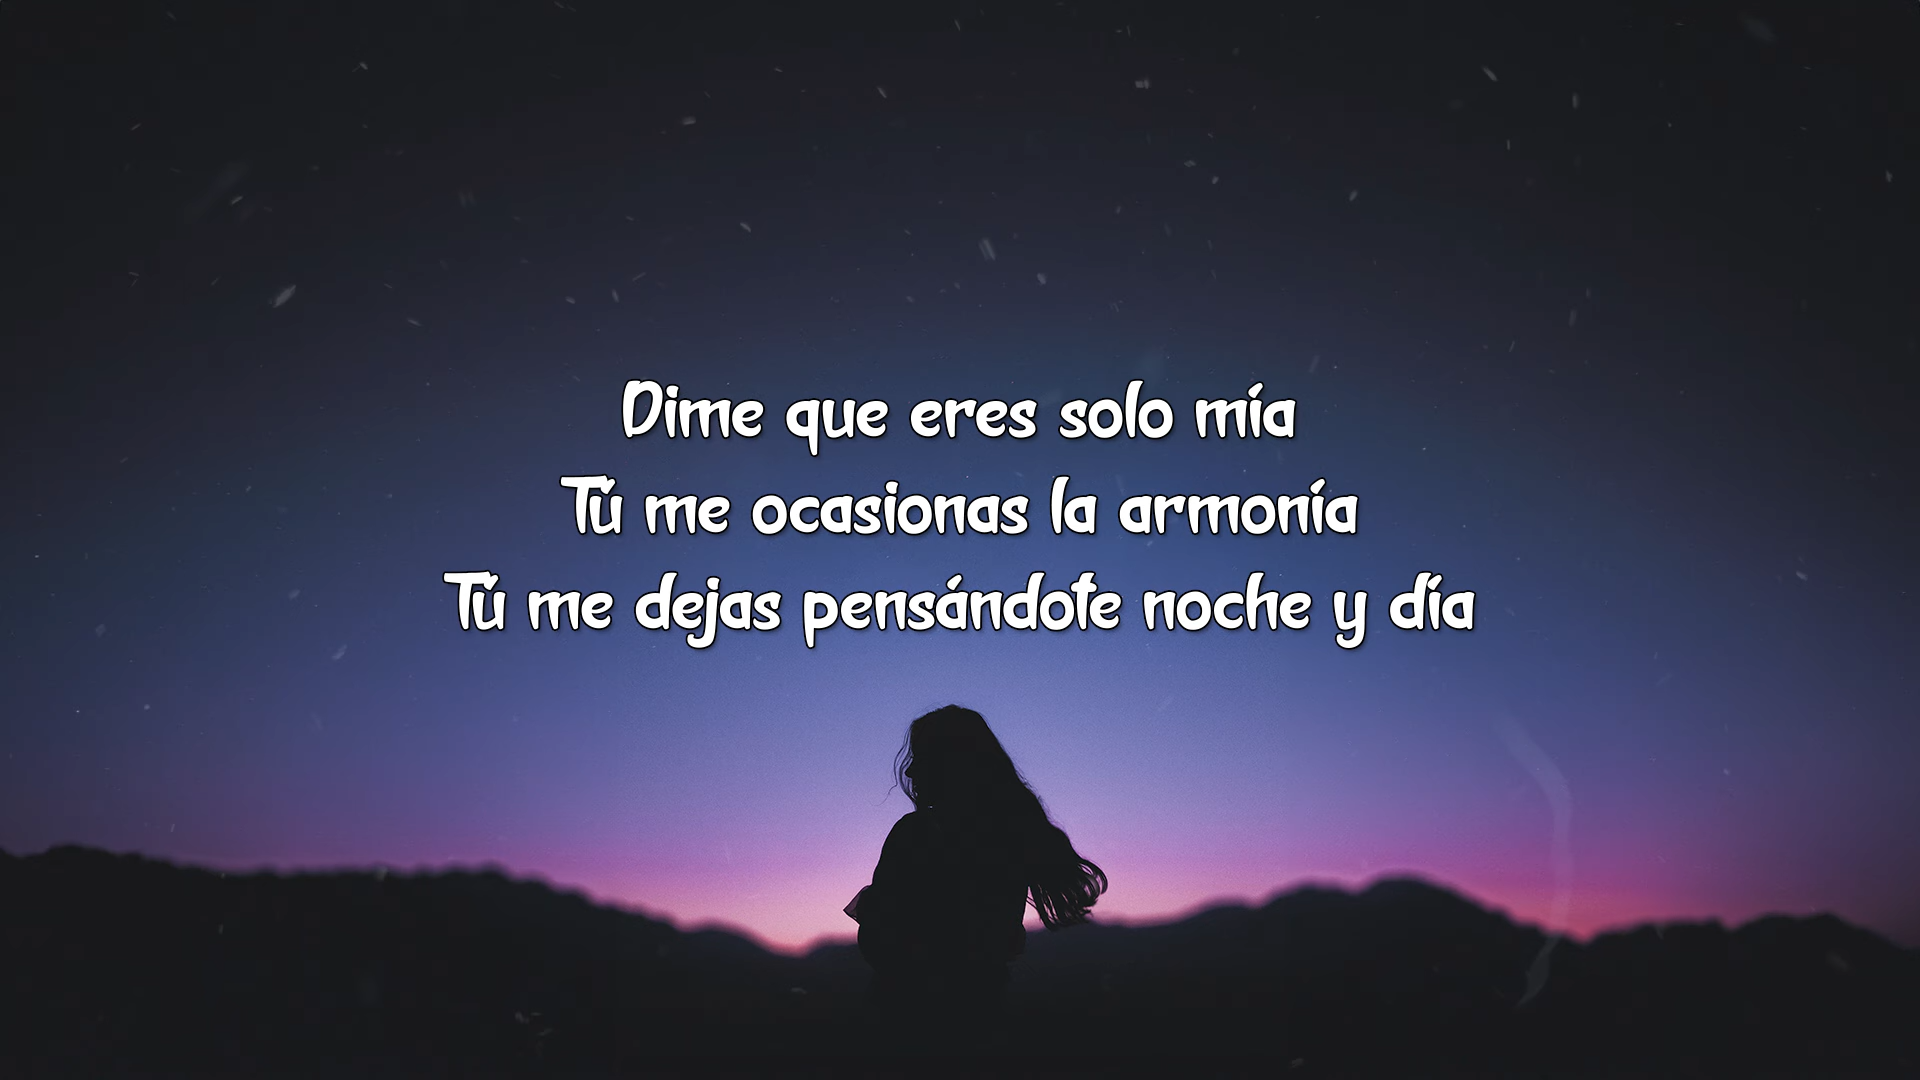 Dime que eres solo mía
Tú me ocasionas la armonía
Tú me dejas pensándote noche y día